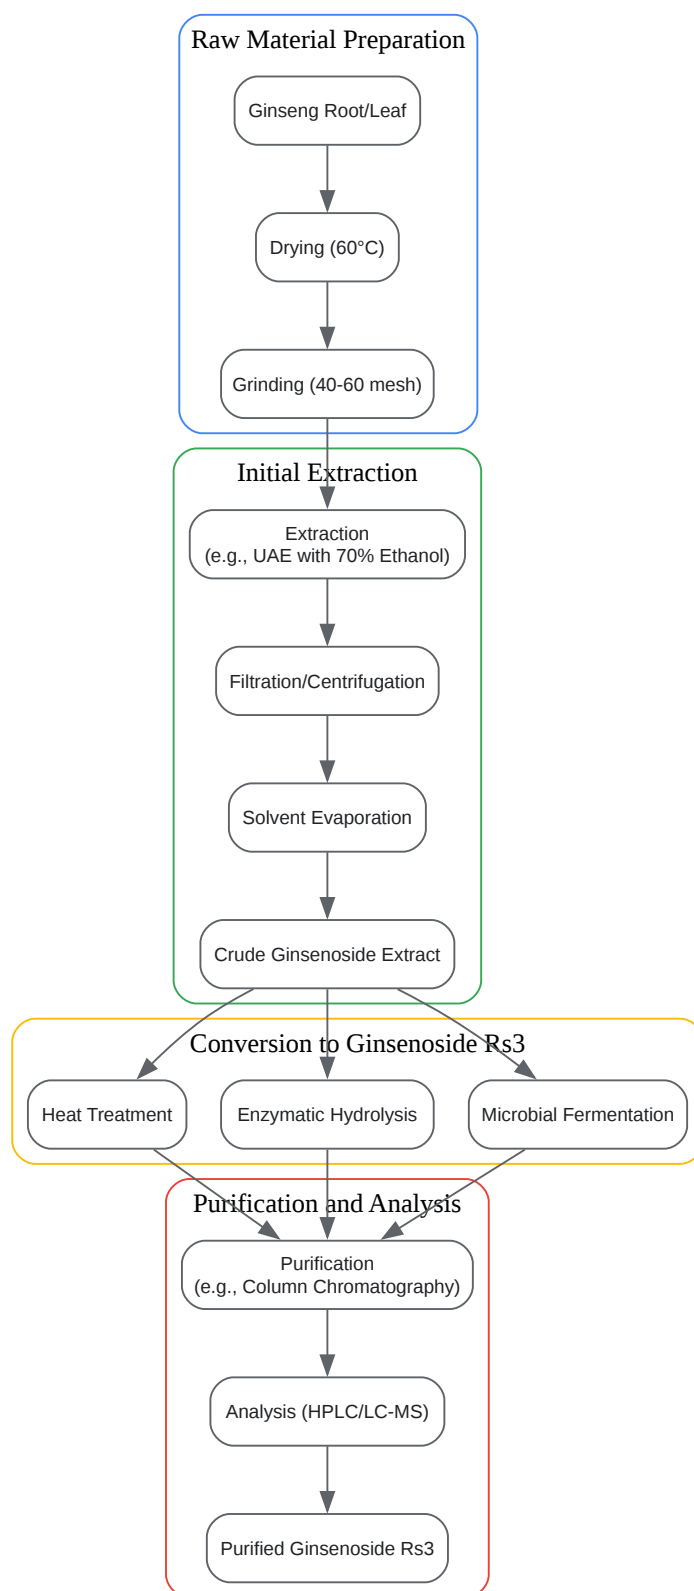 Raw Material Preparation
Ginseng Root/Leaf
Drying (60°C)
Grinding (40-60 mesh)
Initial Extraction
Extraction
(e.g., UAE with 70% Ethanol)
Filtration/Centrifugation
Solvent Evaporation
Crude Ginsenoside Extract
Conversion to Ginsenoside Rs3
Heat Treatment
Enzymatic Hydrolysis
Microbial Fermentation
Purification and Analysis
Purification
(e.g., Column Chromatography)
Analysis (HPLC/LC-MS)
Purified Ginsenoside Rs3